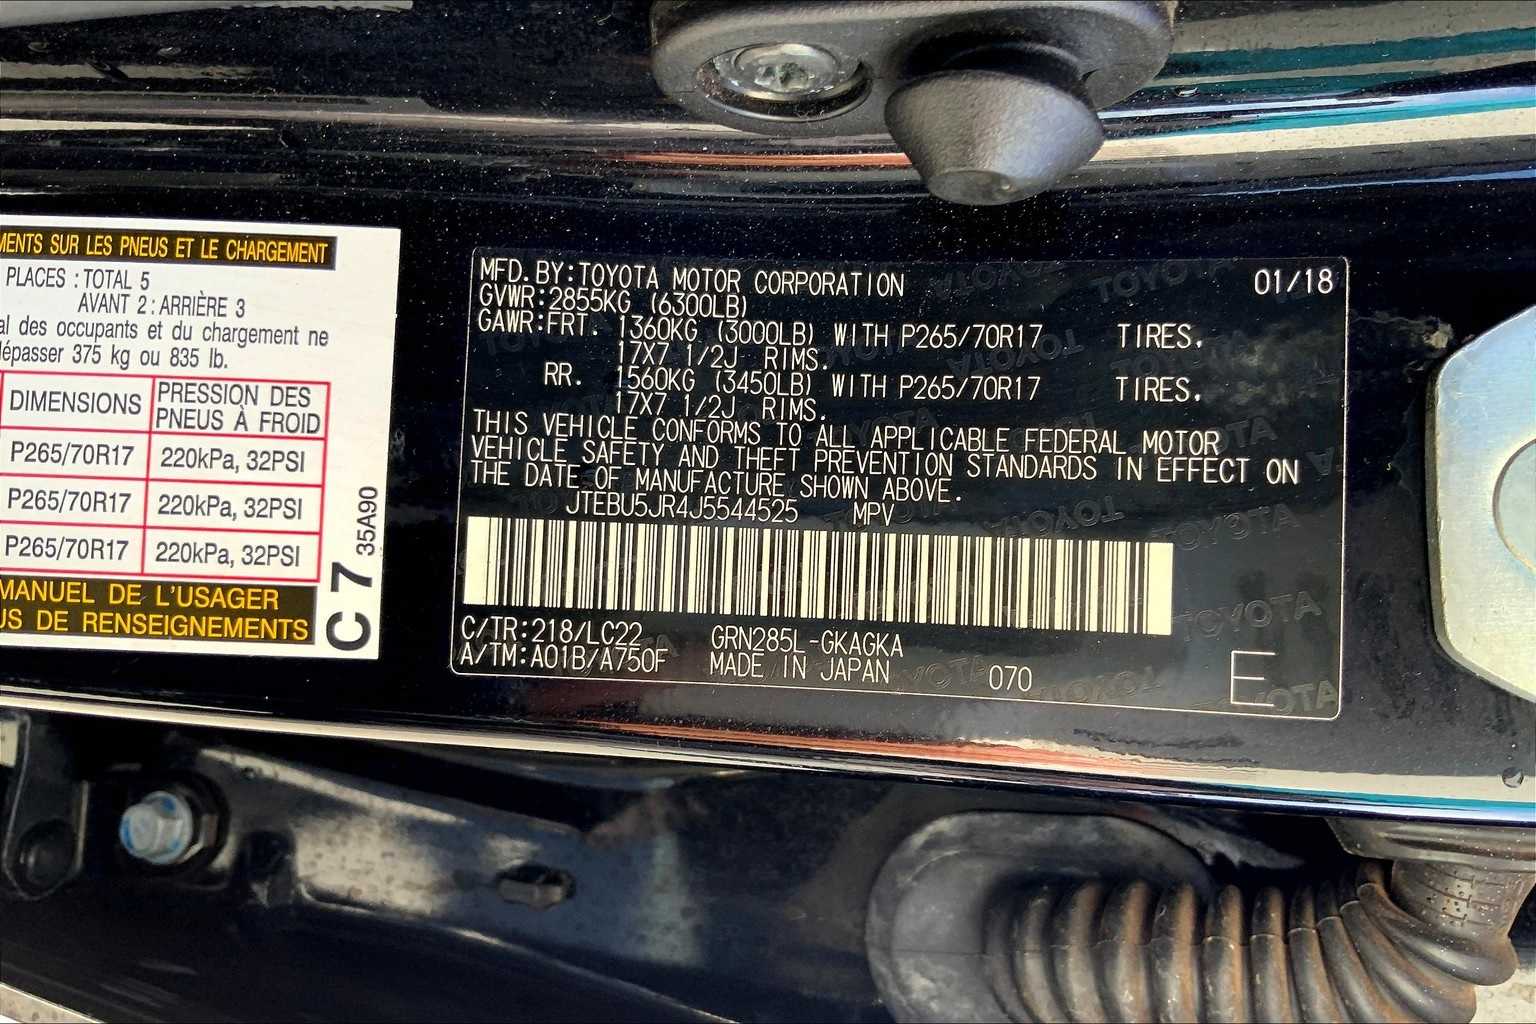 MENTS SUR LES PNEUS ET LE CHARGEMENT
PLACES : TOTAL 5
AVANT 2 : ARRIÈRE 3
al des occupants et du chargement ne
dépasser 375 kg ou 835 lb.
DIMENSIONS PRESSION DES PNEUS À FROID
P265/70R17 220kPa, 32PSI
P265/70R17 220kPa, 32PSI
P265/70R17 220kPa, 32PSI
MANUEL DE L'USAGER
US DE RENSEIGNEMENTS
C 7 35A90
MFD.BY:TOYOTA MOTOR CORPORATION 01/18
GVWR:2855KG (6300LB)
GAWR:FRT. 1360KG (3000LB) WITH P265/70R17 TIRES.
17X7 1/2J RIMS.
RR. 1560KG (3450LB) WITH P265/70R17 TIRES.
17X7 1/2J RIMS.
THIS VEHICLE CONFORMS TO ALL APPLICABLE FEDERAL MOTOR
VEHICLE SAFETY AND THEFT PREVENTION STANDARDS IN EFFECT ON
THE DATE OF MANUFACTURE SHOWN ABOVE.
JTEBU5JR4J5544525 MPV
C/TR:218/LC22 GRN285L-GKAGKA
A/TM:A01B/A750F MADE IN JAPAN 070 E